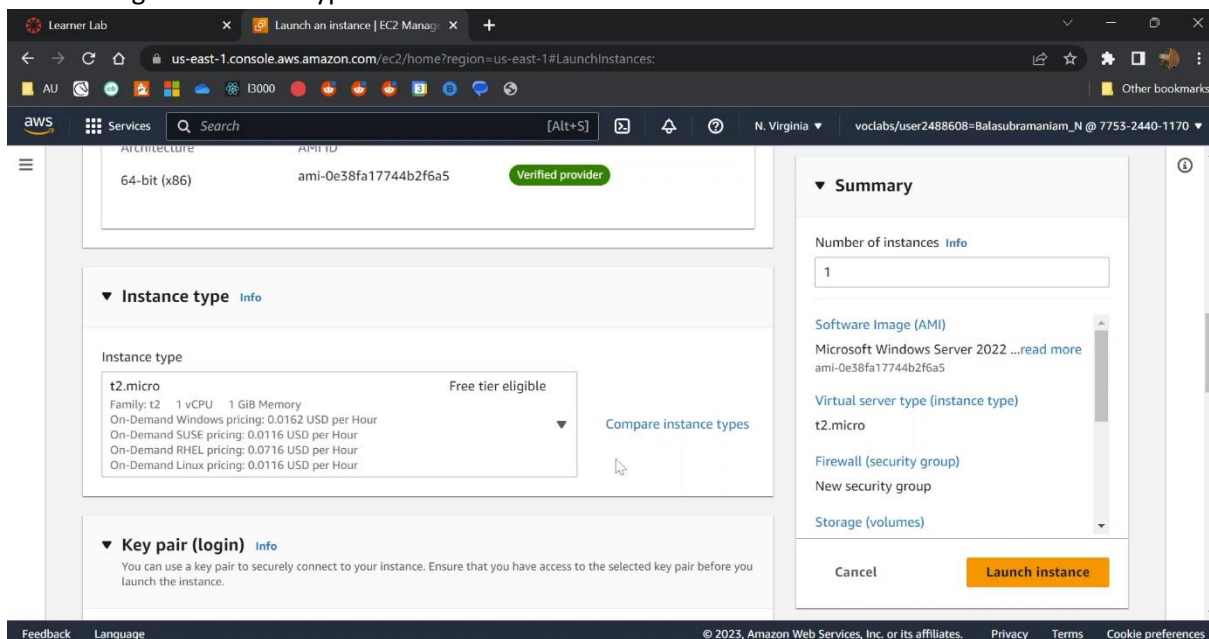 Learner Lab
Launch an instance | EC2 Manag
us-east-1.console.aws.amazon.com/ec2/home?region=us-east-1#LaunchInstances:
AU
l3000
Other bookmarks
aws
Services
Search
[Alt+S]
N. Virginia
voclabs/user2488608=Balasubramaniam_N @ 7753-2440-1170
Architecture AMI ID
64-bit (x86) ami-0e38fa17744b2f6a5 Verified provider
Instance type Info
Instance type
t2.micro Free tier eligible
Family: t2 1 vCPU 1 GiB Memory
On-Demand Windows pricing: 0.0162 USD per Hour
On-Demand SUSE pricing: 0.0116 USD per Hour
On-Demand RHEL pricing: 0.0716 USD per Hour
On-Demand Linux pricing: 0.0116 USD per Hour
Compare instance types
Key pair (login) Info
You can use a key pair to securely connect to your instance. Ensure that you have access to the selected key pair before you
launch the instance.
Summary
Number of instances Info
1
Software Image (AMI)
Microsoft Windows Server 2022 ...read more
ami-0e38fa17744b2f6a5
Virtual server type (instance type)
t2.micro
Firewall (security group)
New security group
Storage (volumes)
Cancel
Launch instance
Feedback Language
© 2023, Amazon Web Services, Inc. or its affiliates. Privacy Terms Cookie preferences